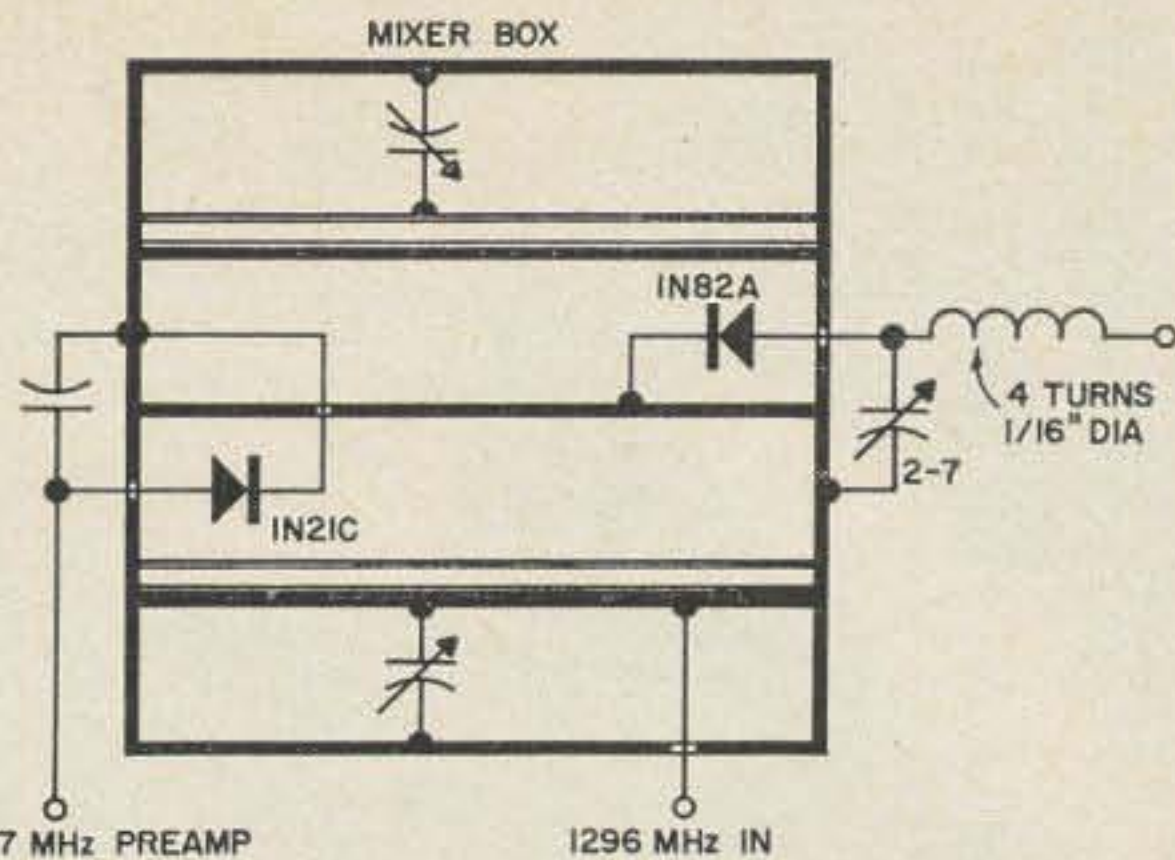 MIXER BOX
IN82A
4 TURNS
1/16" DIA
2-7
IN21C
7 MHz PREAMP
1296 MHz IN